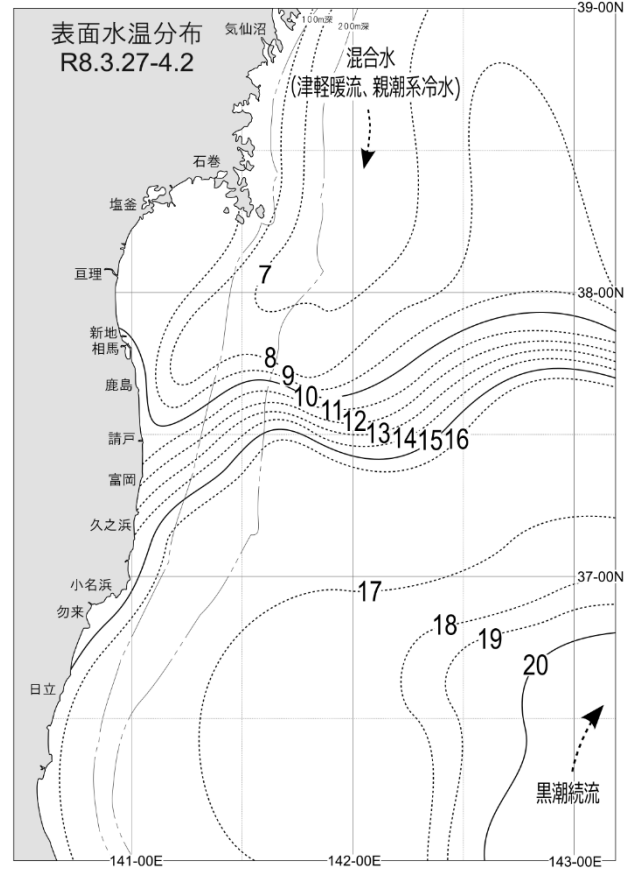 表面水温分布
R8.3.27-4.2
39-00N
気仙沼
100m深
200m深
混合水
(津軽暖流、親潮系冷水)
石巻
塩釜
亘理
7
38-00N
新地
相馬
鹿島
8
9
10
11
12
13
14
15
16
請戸
富岡
久之浜
37-00N
小名浜
勿来
17
18
19
20
日立
黒潮続流
141-00E
142-00E
143-00E